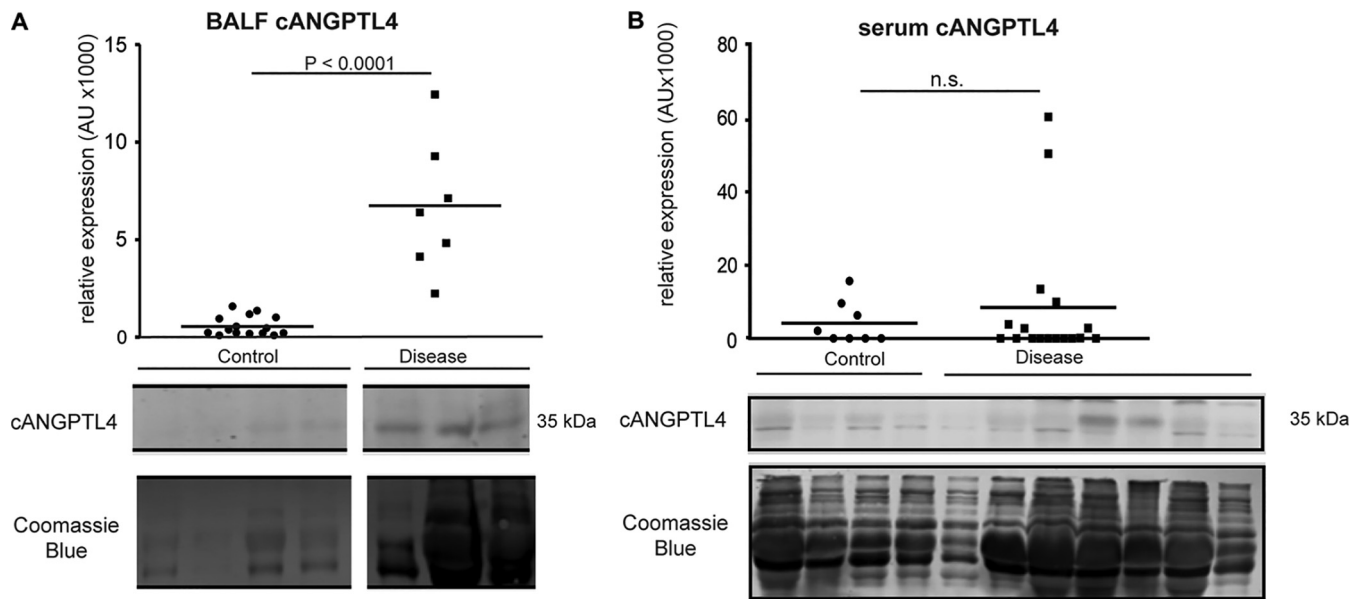 A
BALF cANGPTL4
relative expression (AU x1000)
15
10
5
0
P < 0.0001
Control
Disease
cANGPTL4
35 kDa
Coomassie
Blue
B
serum cANGPTL4
relative expression (AUx1000)
80
60
40
20
0
n.s.
Control
Disease
cANGPTL4
35 kDa
Coomassie
Blue